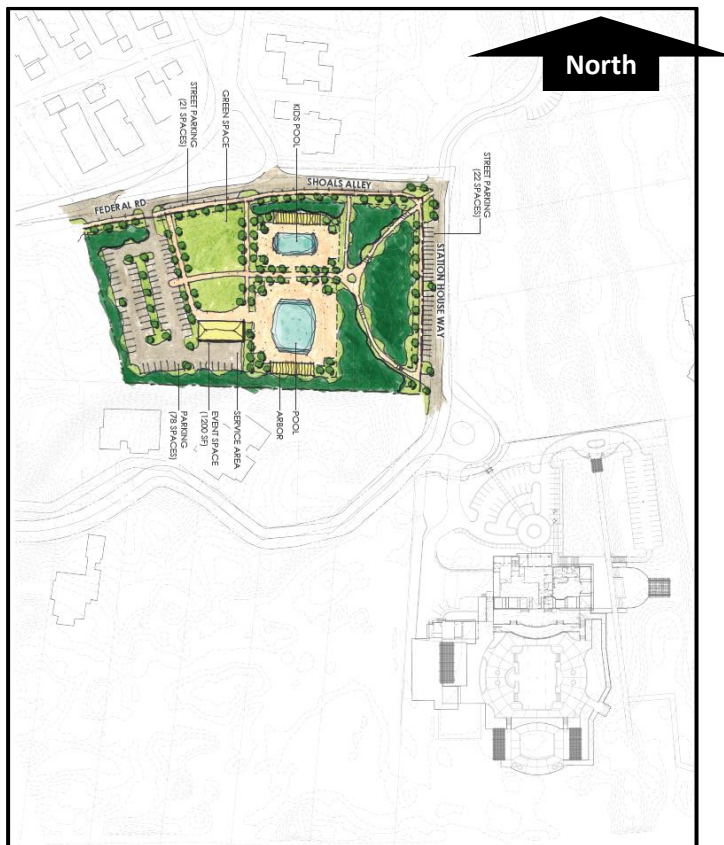 North
STREET PARKING
(22 SPACES)
KIDS POOL
GREEN SPACE
STREET PARKING
(21 SPACES)
SHOALS ALLEY
FEDERAL RD
STATION HOUSE WAY
POOL
ARBOR
SERVICE AREA
EVENT SPACE
(1200 SF)
PARKING
(78 SPACES)